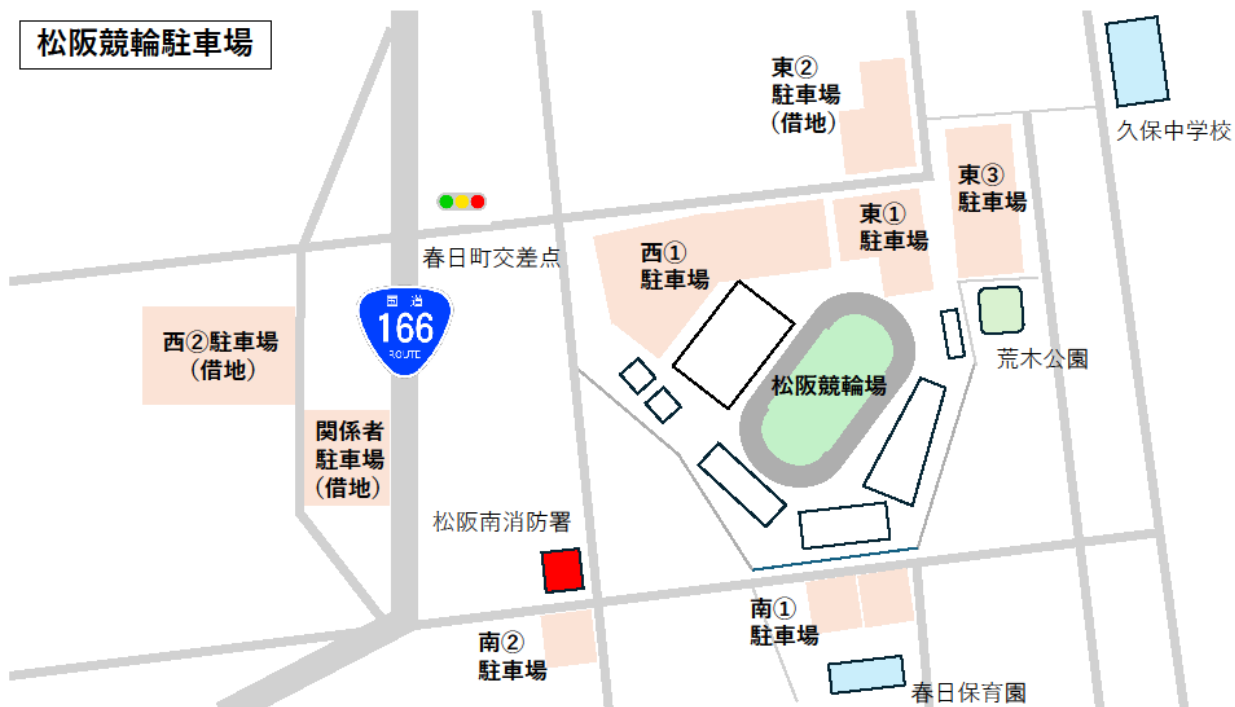 松阪競輪駐車場
東②
駐車場
(借地)
久保中学校
東③
駐車場
東①
駐車場
西①
駐車場
春日町交差点
国道
166
ROUTE
西②駐車場
(借地)
荒木公園
松阪競輪場
関係者
駐車場
(借地)
松阪南消防署
南①
駐車場
南②
駐車場
春日保育園